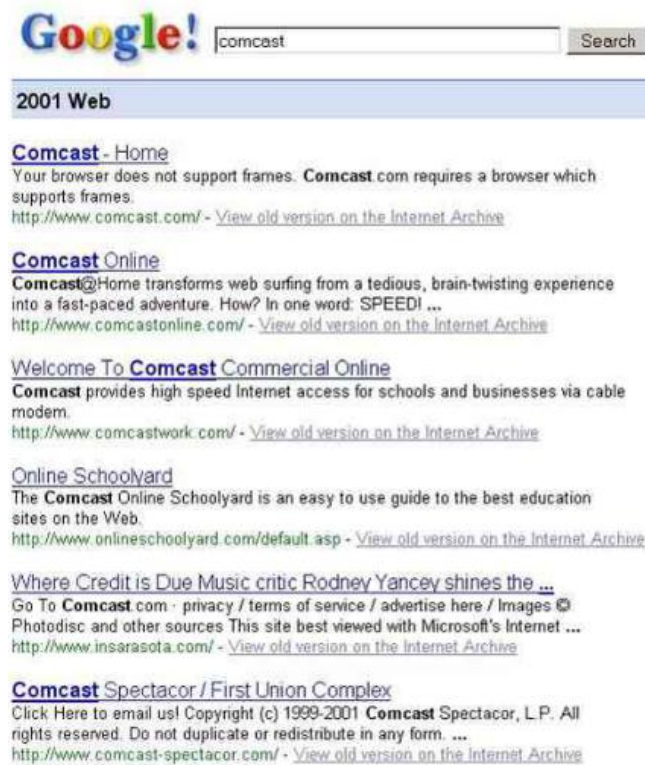 Google!
comcast
Search
2001 Web
Comcast - Home
Your browser does not support frames. Comcast.com requires a browser which
supports frames.
http://www.comcast.com/ - View old version on the Internet Archive
Comcast Online
Comcast@Home transforms web surfing from a tedious, brain-twisting experience
into a fast-paced adventure. How? In one word: SPEED! ...
http://www.comcastonline.com/ - View old version on the Internet Archive
Welcome To Comcast Commercial Online
Comcast provides high speed Internet access for schools and businesses via cable
modem.
http://www.comcastwork.com/ - View old version on the Internet Archive
Online Schoolyard
The Comcast Online Schoolyard is an easy to use guide to the best education
sites on the Web.
http://www.onlineschoolyard.com/default.asp - View old version on the Internet Archive
Where Credit is Due Music critic Rodney Yancey shines the ...
Go To Comcast.com · privacy / terms of service / advertise here / Images ©
Photodisc and other sources This site best viewed with Microsoft's Internet ...
http://www.insarasota.com/ - View old version on the Internet Archive
Comcast Spectacor / First Union Complex
Click Here to email us! Copyright (c) 1999-2001 Comcast Spectacor, L.P. All
rights reserved. Do not duplicate or redistribute in any form. ...
http://www.comcast-spectacor.com/ - View old version on the Internet Archive